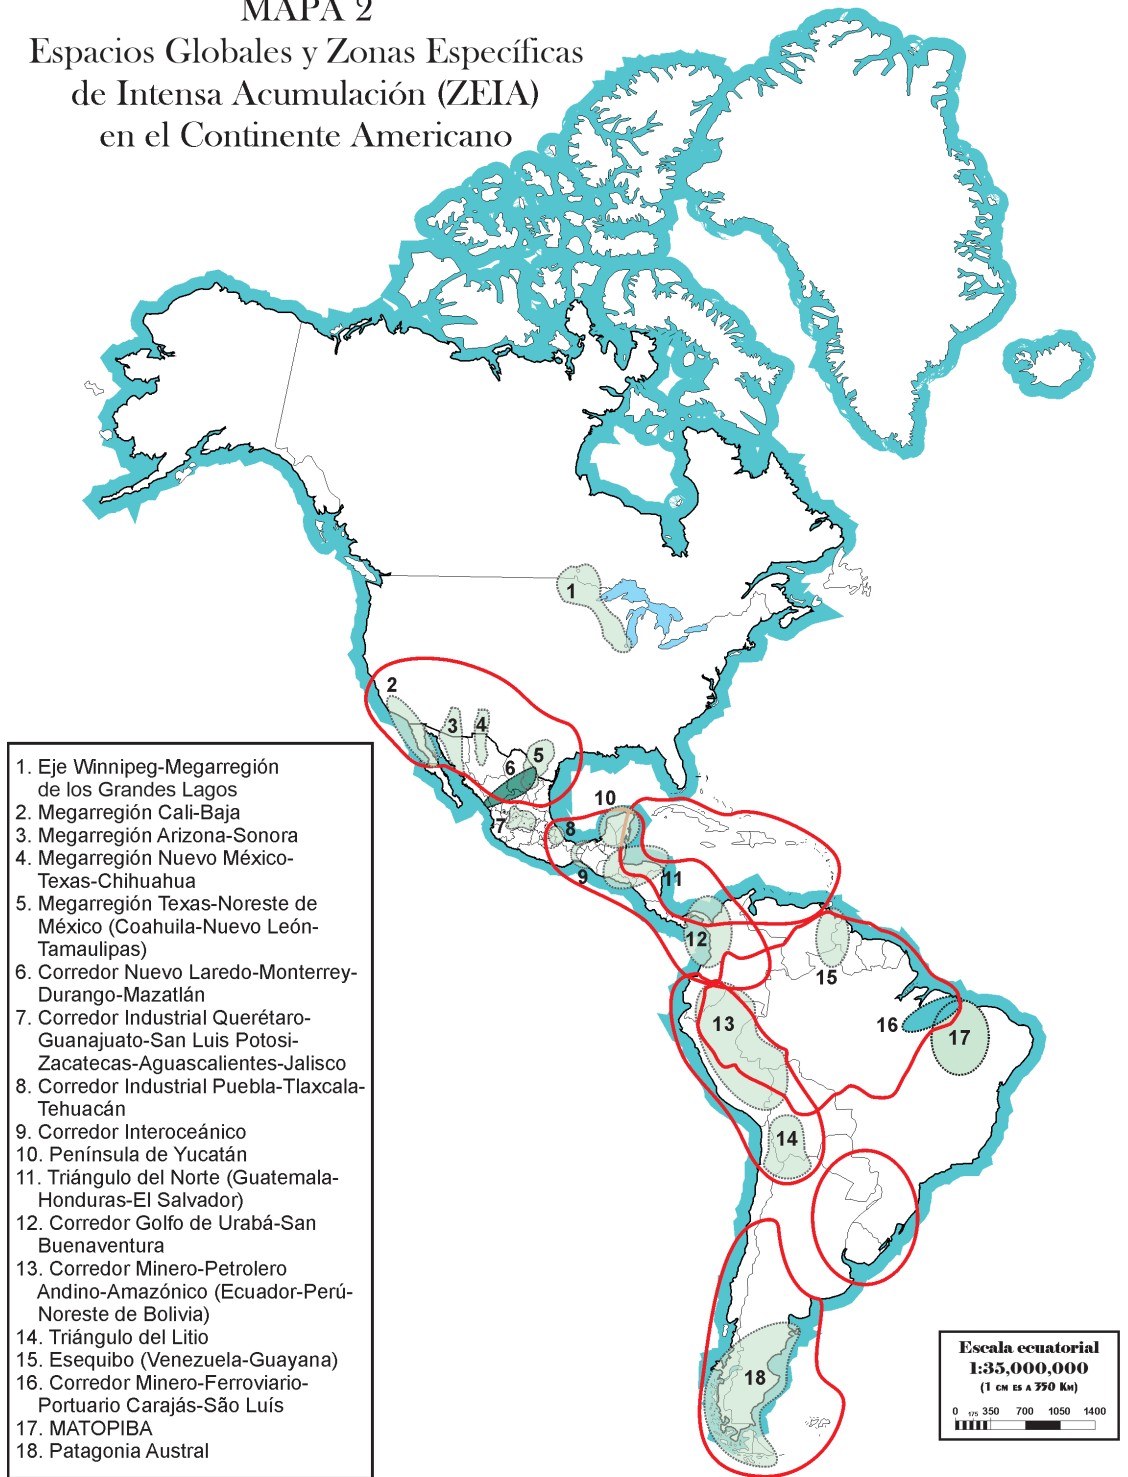 MAPA 2
Espacios Globales y Zonas Específicas
de Intensa Acumulación (ZEIA)
en el Continente Americano
1
2
3
4
5
6
7
8
9
10
11
12
13
14
15
16
17
18
1. Eje Winnipeg-Megarregión
de los Grandes Lagos
2. Megarregión Cali-Baja
3. Megarregión Arizona-Sonora
4. Megarregión Nuevo México-
Texas-Chihuahua
5. Megarregión Texas-Noreste de
México (Coahuila-Nuevo León-
Tamaulipas)
6. Corredor Nuevo Laredo-Monterrey-
Durango-Mazatlán
7. Corredor Industrial Querétaro-
Guanajuato-San Luis Potosi-
Zacatecas-Aguascalientes-Jalisco
8. Corredor Industrial Puebla-Tlaxcala-
Tehuacán
9. Corredor Interoceánico
10. Península de Yucatán
11. Triángulo del Norte (Guatemala-
Honduras-El Salvador)
12. Corredor Golfo de Urabá-San
Buenaventura
13. Corredor Minero-Petrolero
Andino-Amazónico (Ecuador-Perú-
Noreste de Bolivia)
14. Triángulo del Litio
15. Esequibo (Venezuela-Guayana)
16. Corredor Minero-Ferroviario-
Portuario Carajás-São Luís
17. MATOPIBA
18. Patagonia Austral
Escala ecuatorial
1:35,000,000
(1 cm es a 350 Km)
0 175 350 700 1050 1400